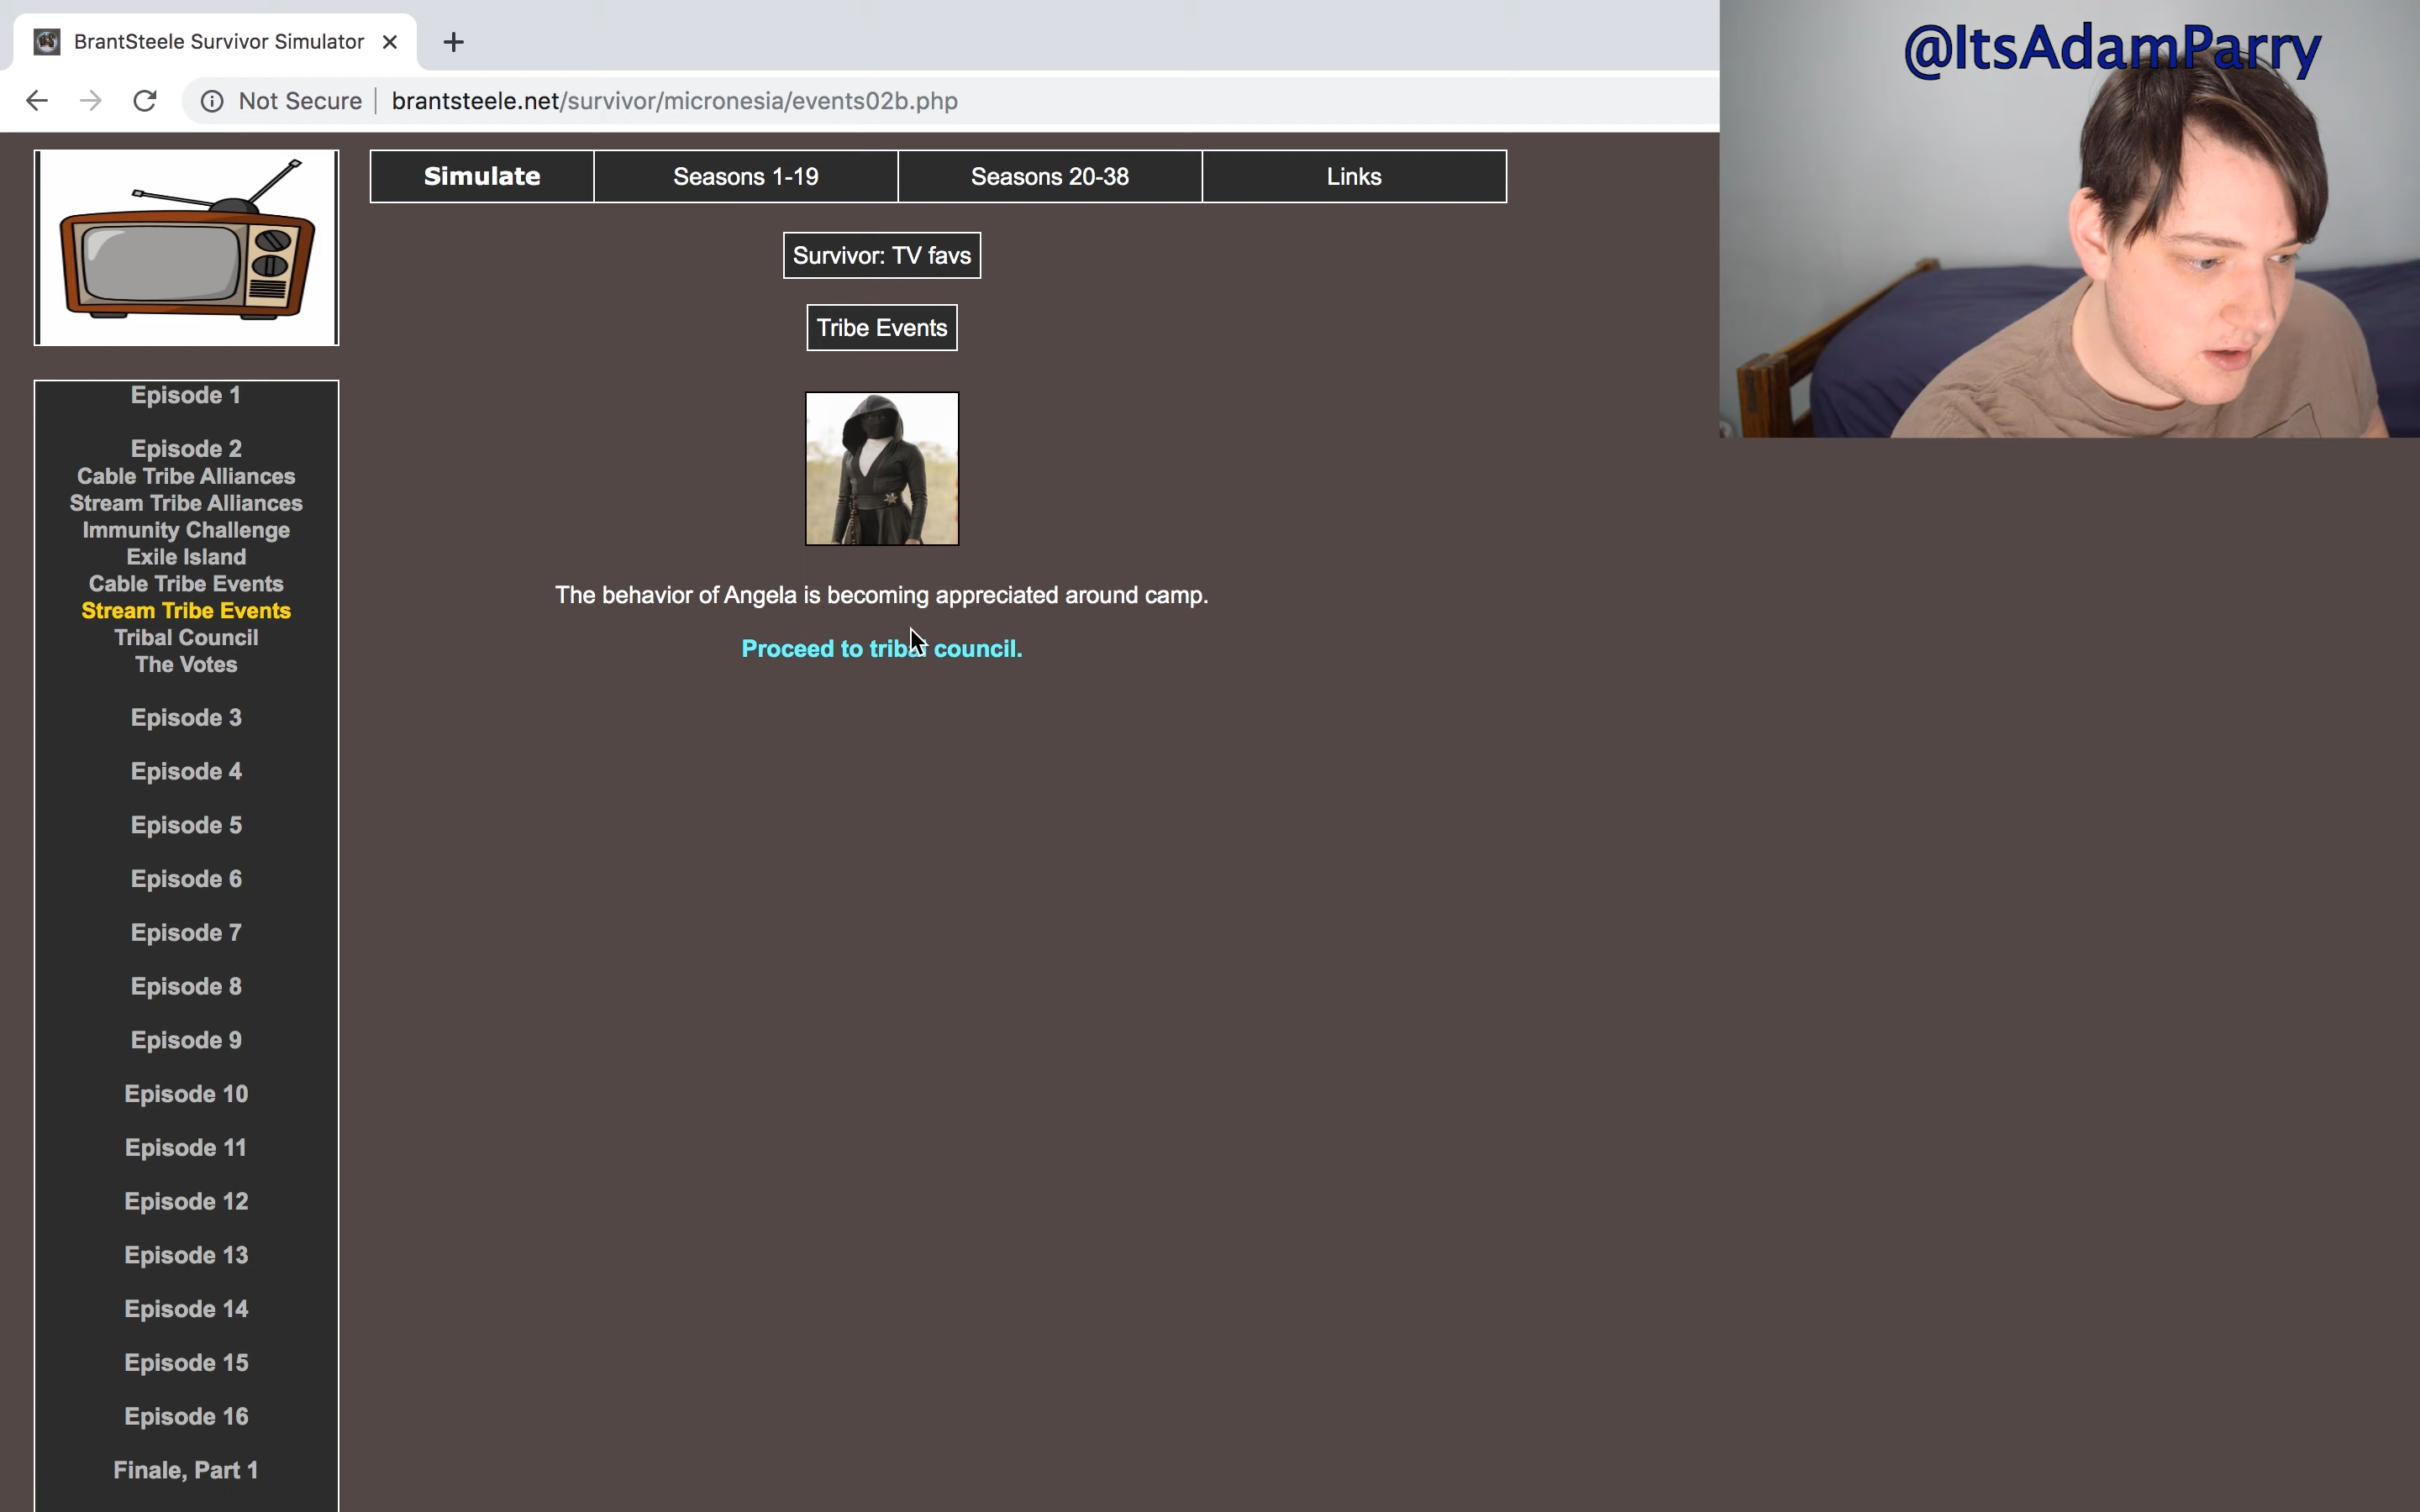 BrantSteele Survivor Simulator
@ItsAdamParry
Not Secure
brantsteele.net/survivor/micronesia/events02b.php
Simulate
Seasons 1-19
Seasons 20-38
Links
Survivor: TV favs
Tribe Events
The behavior of Angela is becoming appreciated around camp.
Proceed to tribal council.
Episode 1
Episode 2
Cable Tribe Alliances
Stream Tribe Alliances
Immunity Challenge
Exile Island
Cable Tribe Events
Stream Tribe Events
Tribal Council
The Votes
Episode 3
Episode 4
Episode 5
Episode 6
Episode 7
Episode 8
Episode 9
Episode 10
Episode 11
Episode 12
Episode 13
Episode 14
Episode 15
Episode 16
Finale, Part 1